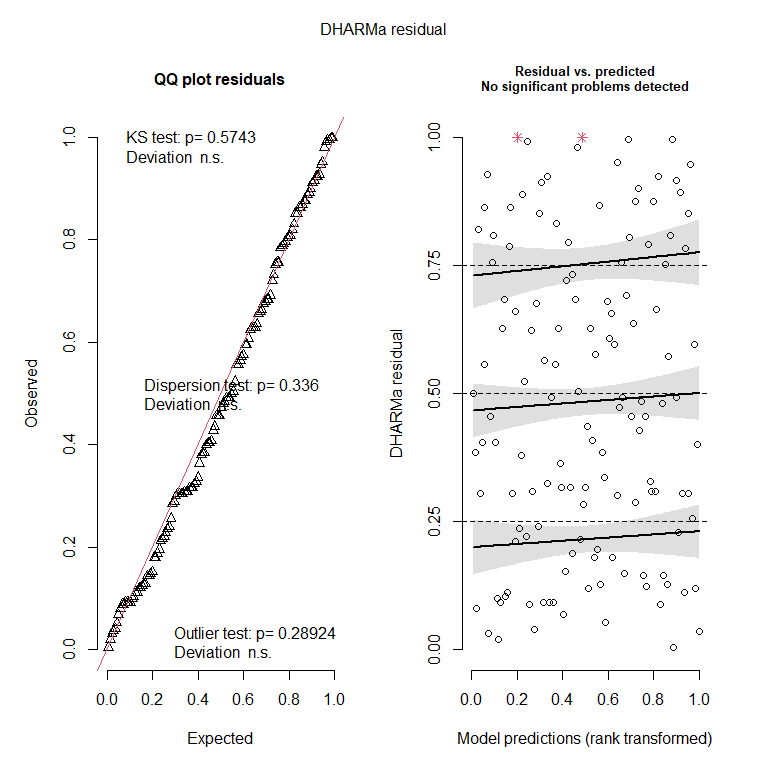 DHARMa residual
QQ plot residuals
KS test: p= 0.5743
Deviation n.s.
Dispersion test: p= 0.336
Deviation n.s.
Outlier test: p= 0.28924
Deviation n.s.
Observed
1.0
0.8
0.6
0.4
0.2
0.0
0.0 0.2 0.4 0.6 0.8 1.0
Expected
Residual vs. predicted
No significant problems detected
DHARMa residual
1.00
0.75
0.50
0.25
0.00
0.0 0.2 0.4 0.6 0.8 1.0
Model predictions (rank transformed)